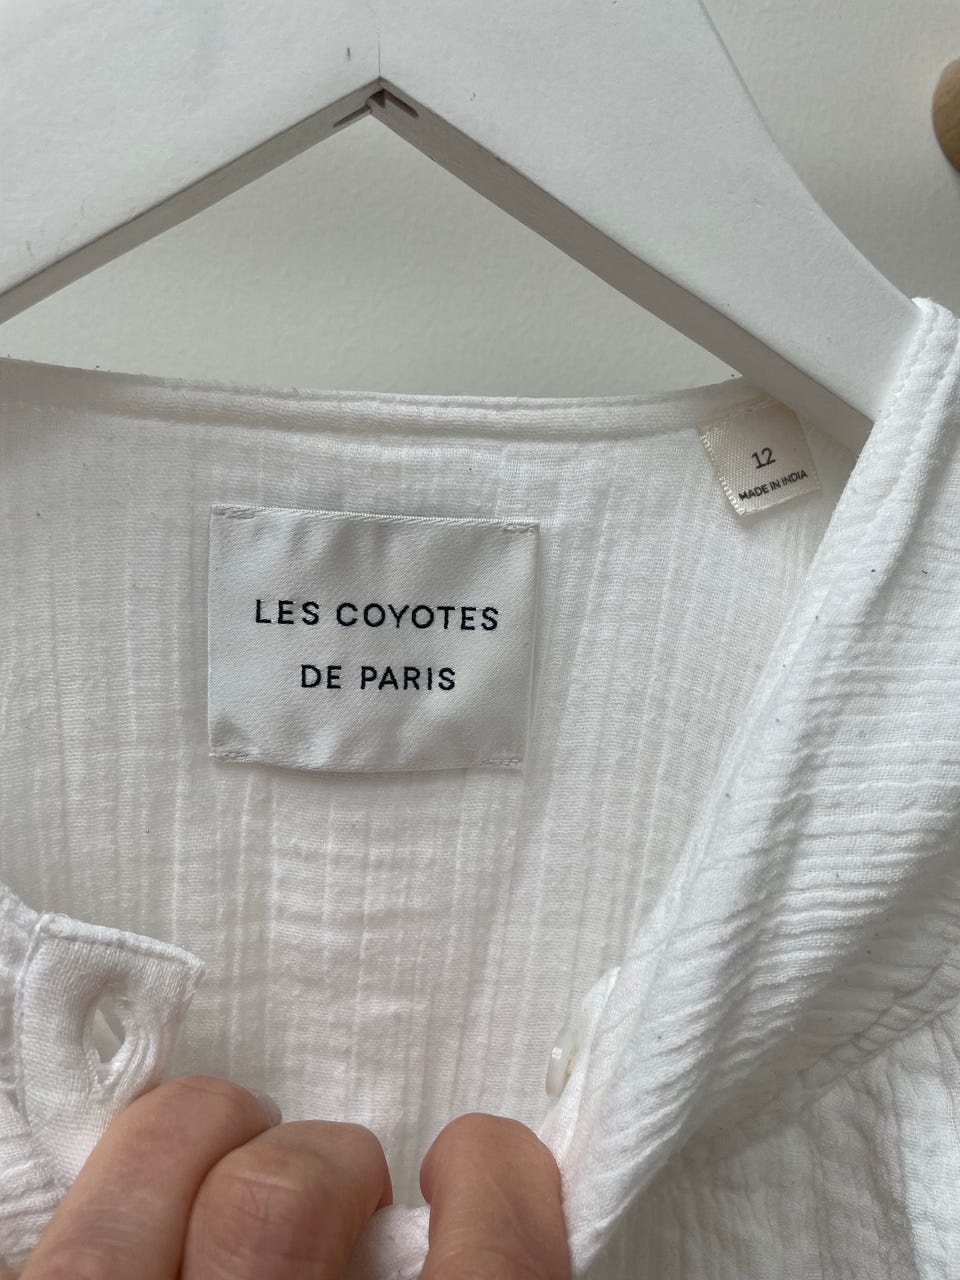 LES COYOTES
DE PARIS
12
MADE IN INDIA